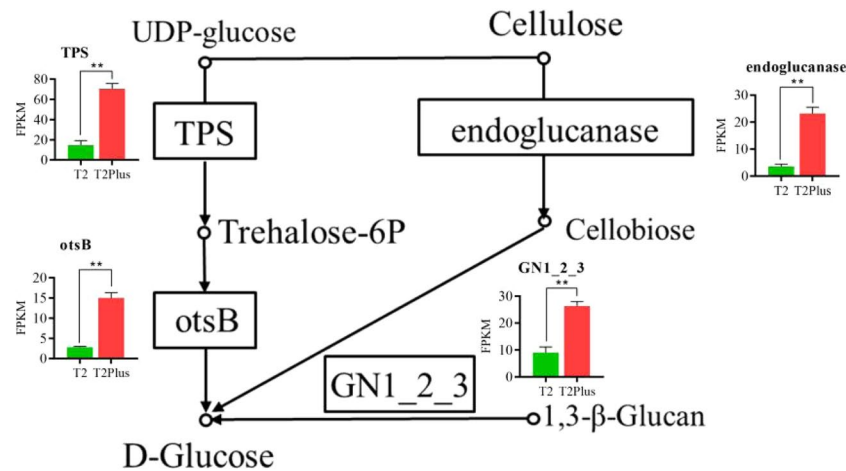 UDP-glucose
Cellulose
TPS
**
FPKM
80
60
40
20
0
T2 T2Plus
TPS
endoglucanase
endoglucanase
**
FPKM
30
20
10
0
T2 T2Plus
Trehalose-6P
Cellobiose
otsB
**
FPKM
20
15
10
5
0
T2 T2Plus
otsB
GN1_2_3
**
FPKM
30
20
10
0
T2 T2Plus
GN1_2_3
1,3-β-Glucan
D-Glucose